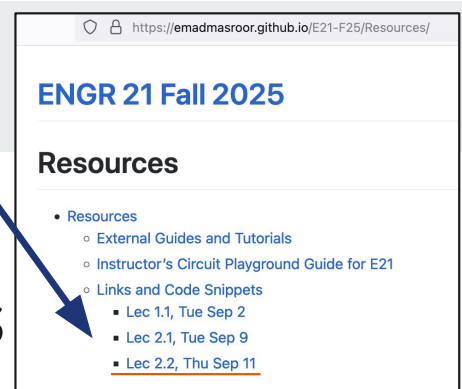 https://emadmasroor.github.io/E21-F25/Resources/
ENGR 21 Fall 2025
Resources
Resources
External Guides and Tutorials
Instructor's Circuit Playground Guide for E21
Links and Code Snippets
Lec 1.1, Tue Sep 2
Lec 2.1, Tue Sep 9
Lec 2.2, Thu Sep 11